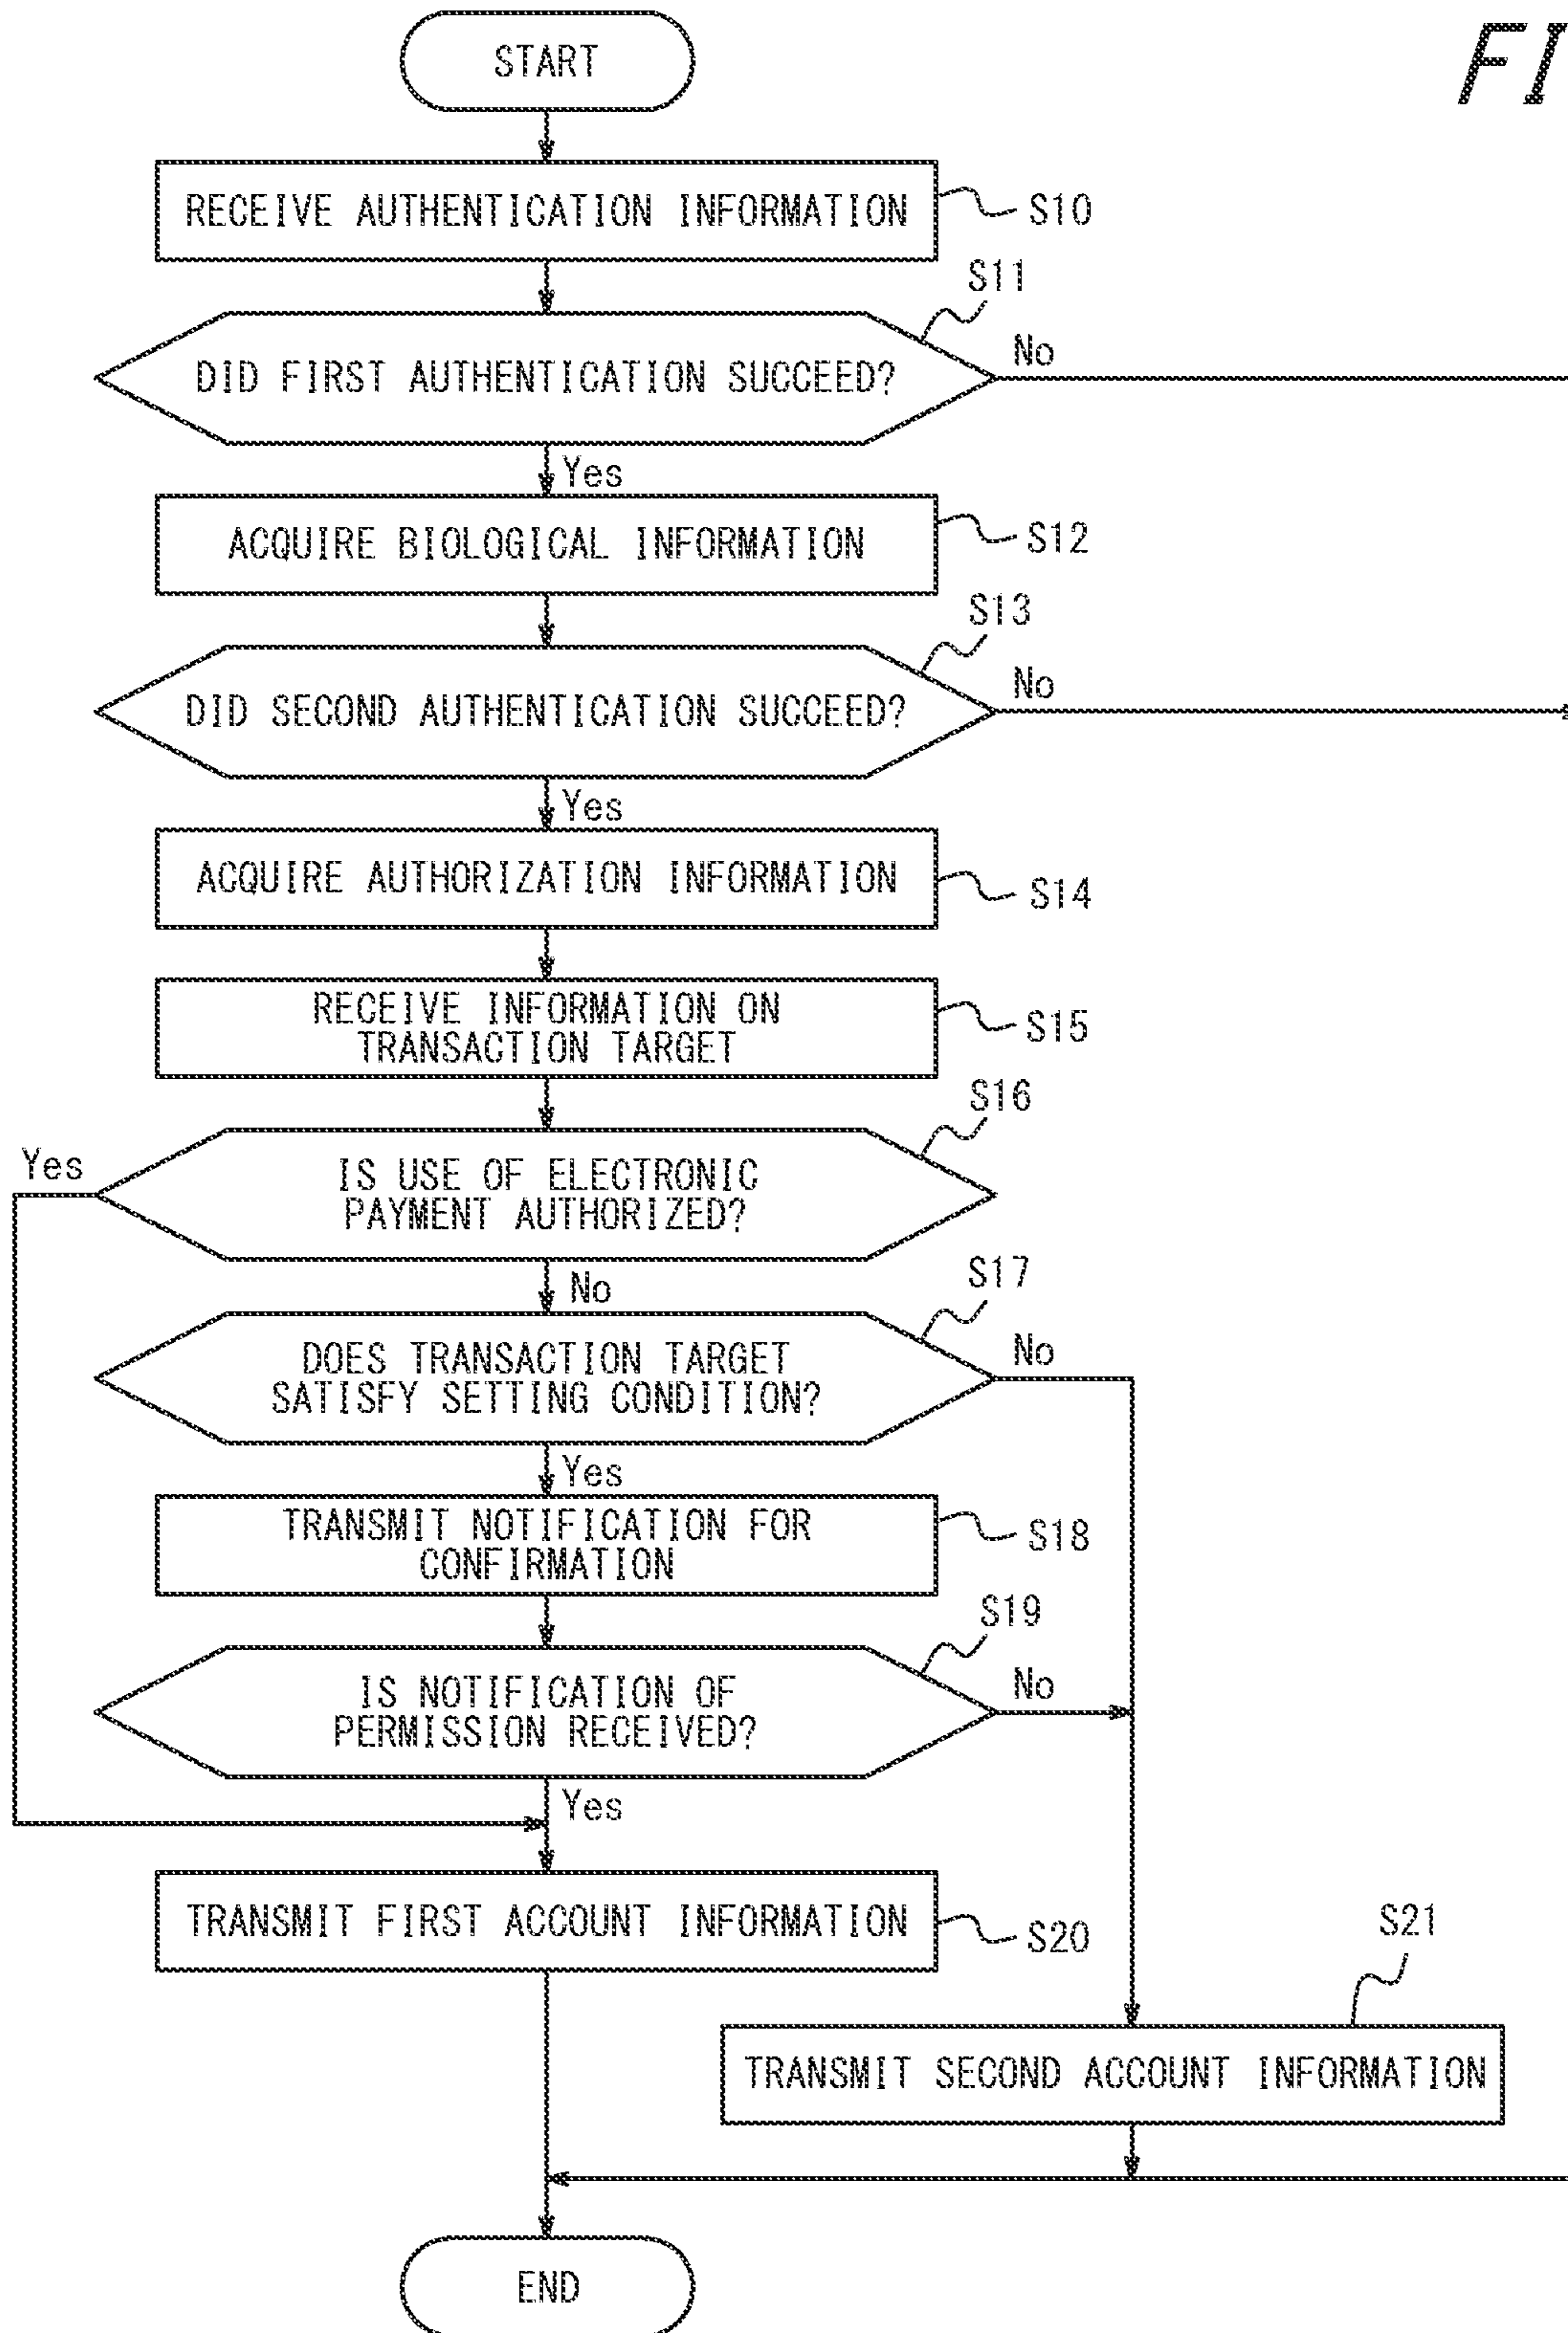 FI
START
RECEIVE AUTHENTICATION INFORMATION
S10
S11
DID FIRST AUTHENTICATION SUCCEED?
No
Yes
ACQUIRE BIOLOGICAL INFORMATION
S12
S13
DID SECOND AUTHENTICATION SUCCEED?
No
Yes
ACQUIRE AUTHORIZATION INFORMATION
S14
RECEIVE INFORMATION ON
TRANSACTION TARGET
S15
S16
Yes
IS USE OF ELECTRONIC
PAYMENT AUTHORIZED?
No
S17
DOES TRANSACTION TARGET
SATISFY SETTING CONDITION?
No
Yes
TRANSMIT NOTIFICATION FOR
CONFIRMATION
S18
S19
IS NOTIFICATION OF
PERMISSION RECEIVED?
No
Yes
TRANSMIT FIRST ACCOUNT INFORMATION
S20
S21
TRANSMIT SECOND ACCOUNT INFORMATION
END